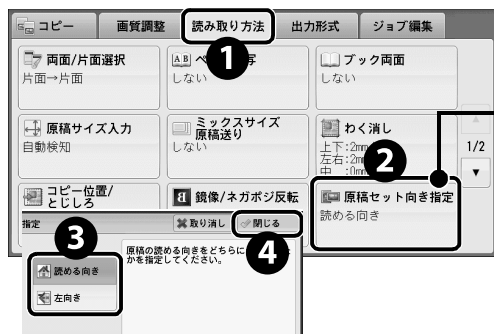 コピー 画質調整 読み取り方法 出力形式 ジョブ編集
両面/片面選択
片面→片面
しない
ブック両面
しない
1
原稿サイズ入力
自動検知
ミックスサイズ
原稿送り
しない
わく消し
上下:2mm
左右:2m
中 :0mm
2
1/2
コピー位置/
とじしろ
鏡像/ネガポジ反転
原稿セット向き指定
読める向き
指定 取り消し 閉じる
3
4
原稿の読める向きをどちらに
かを指定してください。
読める向き
左向き